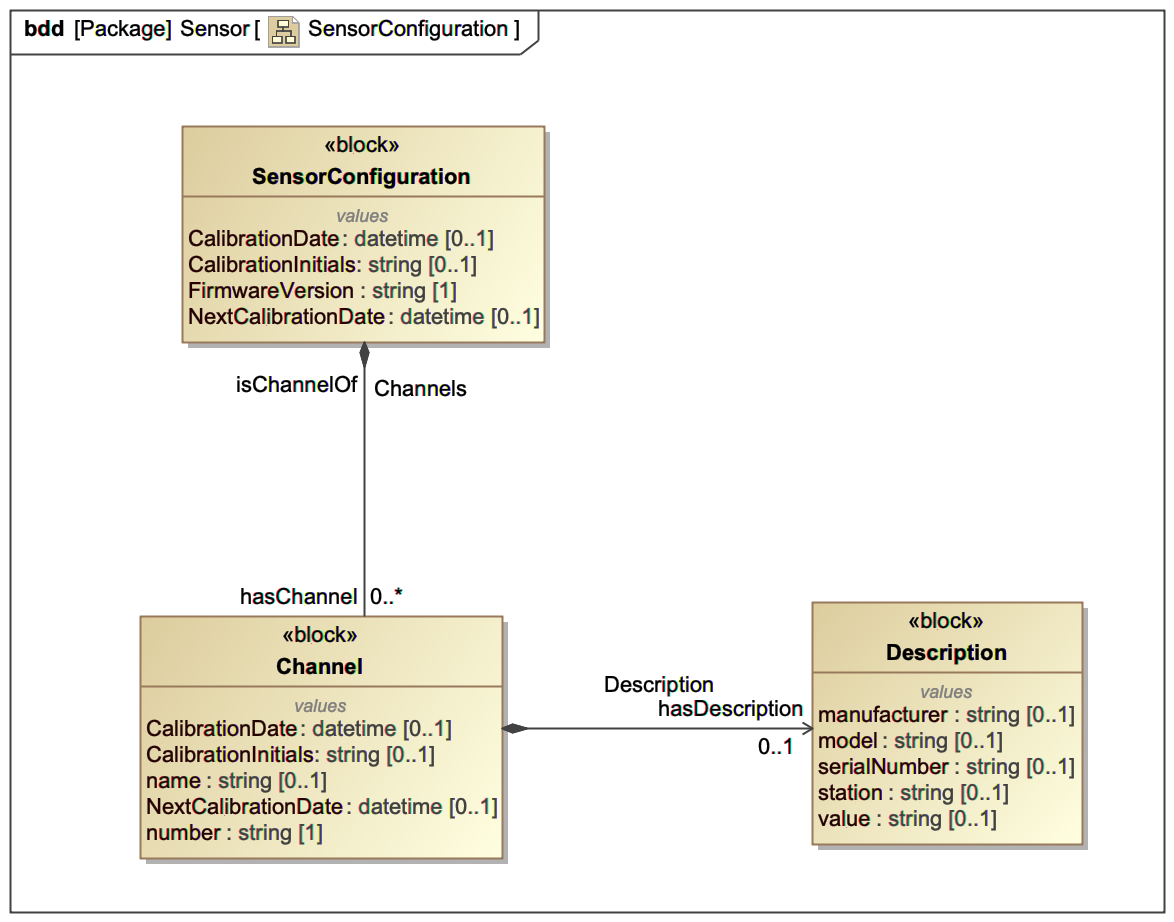 bdd [Package] Sensor [ SensorConfiguration ]
«block»
SensorConfiguration
values
CalibrationDate : datetime [0..1]
CalibrationInitials : string [0..1]
FirmwareVersion : string [1]
NextCalibrationDate : datetime [0..1]
isChannelOf
Channels
hasChannel
0..*
«block»
Channel
values
CalibrationDate : datetime [0..1]
CalibrationInitials : string [0..1]
name : string [0..1]
NextCalibrationDate : datetime [0..1]
number : string [1]
Description
hasDescription
0..1
«block»
Description
values
manufacturer : string [0..1]
model : string [0..1]
serialNumber : string [0..1]
station : string [0..1]
value : string [0..1]